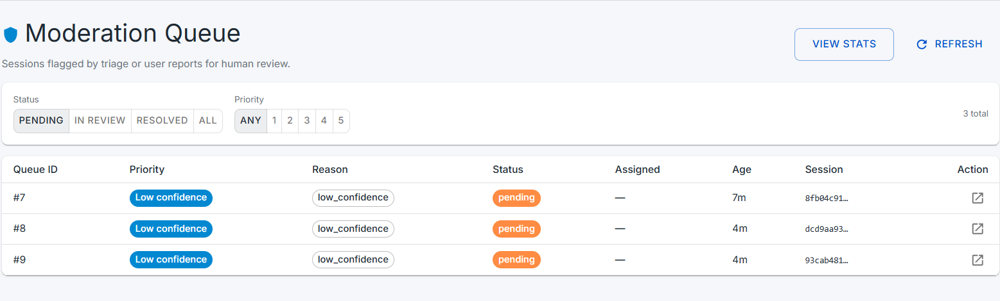 Moderation Queue
VIEW STATS
REFRESH
Sessions flagged by triage or user reports for human review.
Status
Priority
PENDING IN REVIEW RESOLVED ALL
ANY 1 2 3 4 5
3 total
Queue ID Priority Reason Status Assigned Age Session Action
#7 Low confidence low_confidence pending — 7m 8fb04c91…
#8 Low confidence low_confidence pending — 4m dcd9aa93…
#9 Low confidence low_confidence pending — 4m 93cab481…